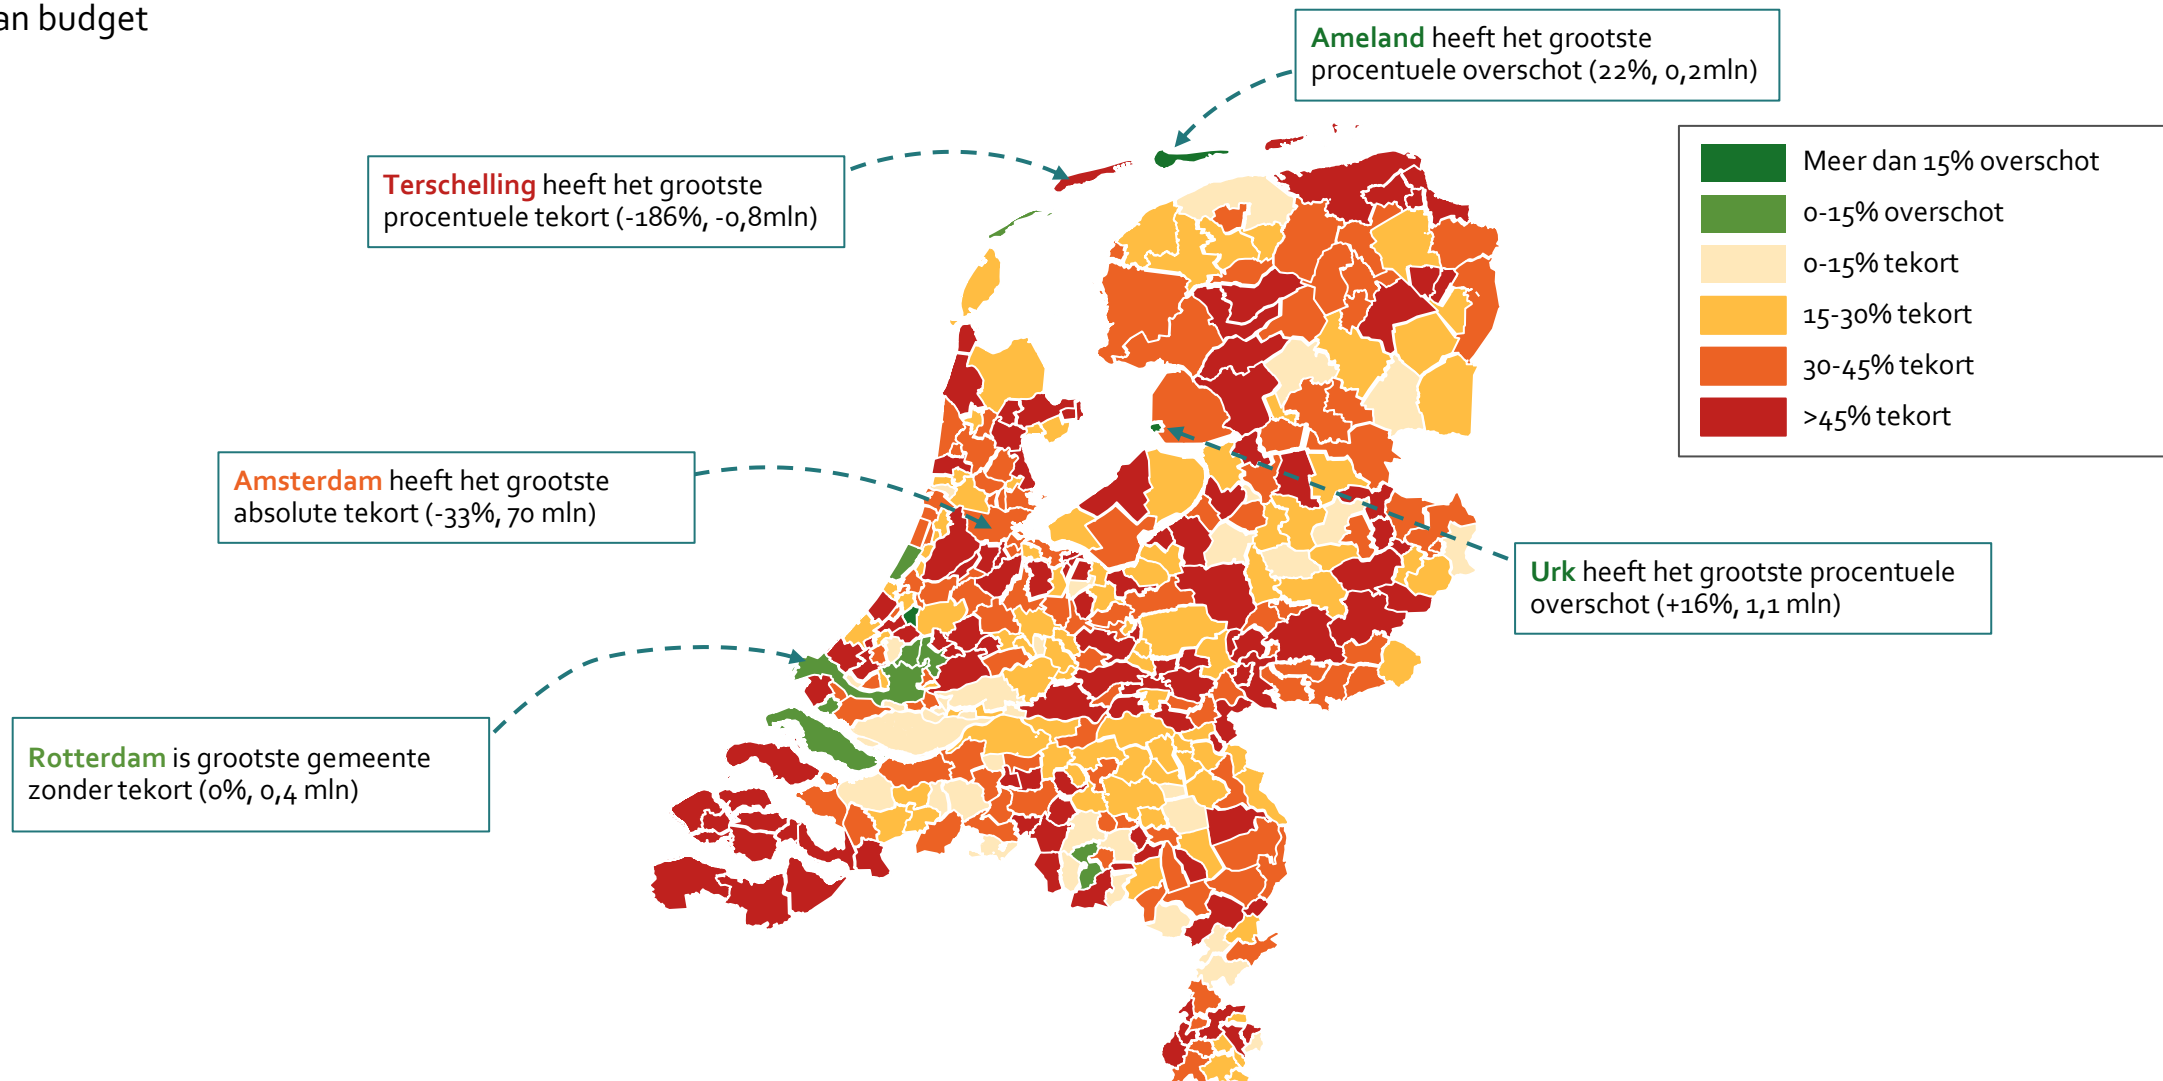 an budget
Ameland heeft het grootste
procentuele overschot (22%, 0,2mln)
Terschelling heeft het grootste
procentuele tekort (-186%, -0,8mln)
Meer dan 15% overschot
0-15% overschot
0-15% tekort
15-30% tekort
30-45% tekort
>45% tekort
Amsterdam heeft het grootste
absolute tekort (-33%, 70 mln)
Urk heeft het grootste procentuele
overschot (+16%, 1,1 mln)
Rotterdam is grootste gemeente
zonder tekort (0%, 0,4 mln)